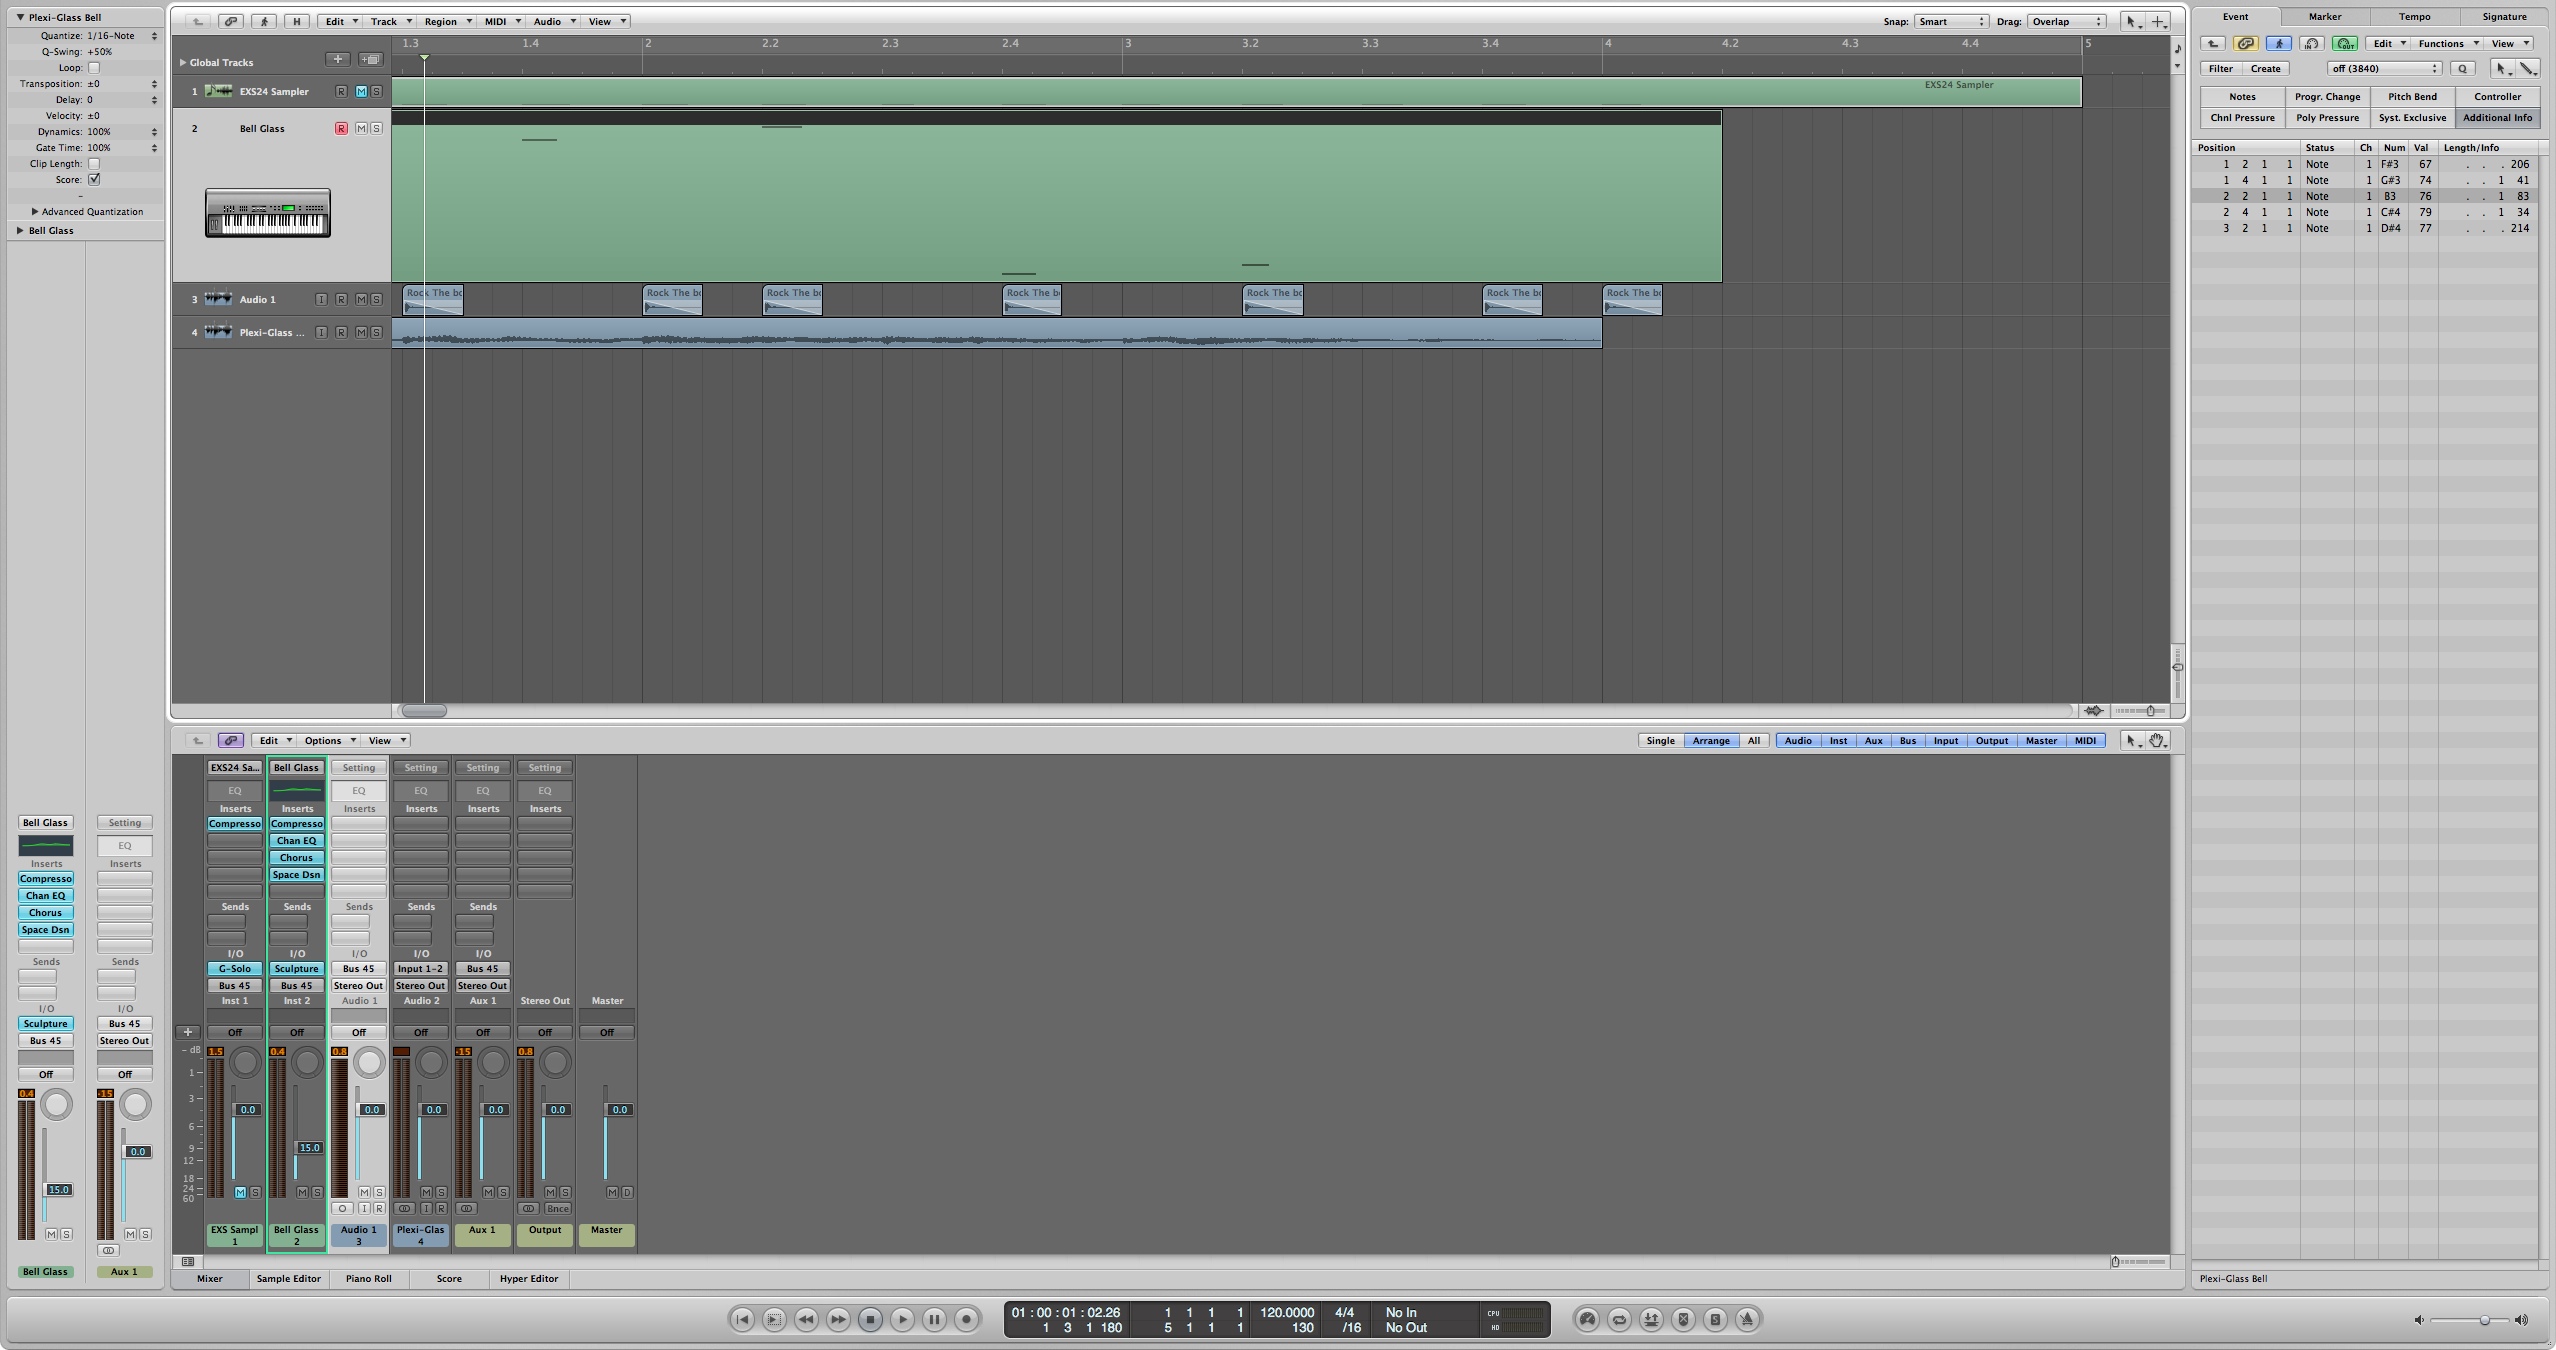 Plexi-Glass Bell
Quantize: 1/16-Note
Q-Swing: +50%
Loop:
Transposition: ±0
Delay: 0
Velocity: ±0
Dynamics: 100%
Gate Time: 100%
Clip Length:
Score:
–
Advanced Quantization
Bell Glass
H Edit Track Region MIDI Audio View Snap: Smart Drag: Overlap
1.3 1.4 2 2.2 2.3 2.4 3 3.2 3.3 3.4 4 4.2 4.3 4.4 5
Global Tracks
1 EXS24 Sampler R M S EXS24 Sampler
2 Bell Glass R M S
3 Audio 1 I R M S
Rock The bo Rock The bo Rock The bo Rock The bo Rock The bo Rock The bo Rock The bo
4 Plexi-Glass ... I R M S
Event Marker Tempo Signature
IN OUT Edit Functions View
Filter Create off (3840) Q
Notes Progr. Change Pitch Bend Controller
Chnl Pressure Poly Pressure Syst. Exclusive Additional Info
Position Status Ch Num Val Length/Info
1 2 1 1 Note 1 F#3 67 . . . 206
1 4 1 1 Note 1 G#3 74 . . 1 41
2 2 1 1 Note 1 B3 76 . . 1 83
2 4 1 1 Note 1 C#4 79 . . 1 34
3 2 1 1 Note 1 D#4 77 . . . 214
Plexi-Glass Bell
Edit Options View Single Arrange All Audio Inst Aux Bus Input Output Master MIDI
EXS24 Sa... Bell Glass Setting Setting Setting Setting
EQ EQ EQ EQ EQ
Inserts Inserts Inserts Inserts Inserts Inserts
Compresso Compresso
Chan EQ
Chorus
Space Dsn
Sends Sends Sends Sends Sends
I/O I/O I/O I/O I/O
G-Solo Sculpture Bus 45 Input 1-2 Bus 45
Bus 45 Bus 45 Stereo Out Stereo Out Stereo Out
Inst 1 Inst 2 Audio 1 Audio 2 Aux 1 Stereo Out Master
Off Off Off Off Off Off Off
- dB 1.5 0.4 0.8 -15 0.8
1
3
6
9
12
18
24
60
0.0 15.0 0.0 0.0 0.0 0.0 0.0
M S M S M S M S M S M S M D
O I R I R Bnce
EXS Sampl Bell Glass Audio 1 Plexi-Glas Aux 1 Output Master
1 2 3 4
Mixer Sample Editor Piano Roll Score Hyper Editor
Bell Glass Setting
EQ
Inserts Inserts
Compresso
Chan EQ
Chorus
Space Dsn
Sends Sends
I/O I/O
Sculpture Bus 45
Bus 45 Stereo Out
Off Off
0.4 -15
0.0
15.0
M S M S
Bell Glass Aux 1
01 : 00 : 01 : 02.26 1 1 1 1 120.0000 4/4 No In CPU
1 3 1 180 5 1 1 1 130 /16 No Out HD
S